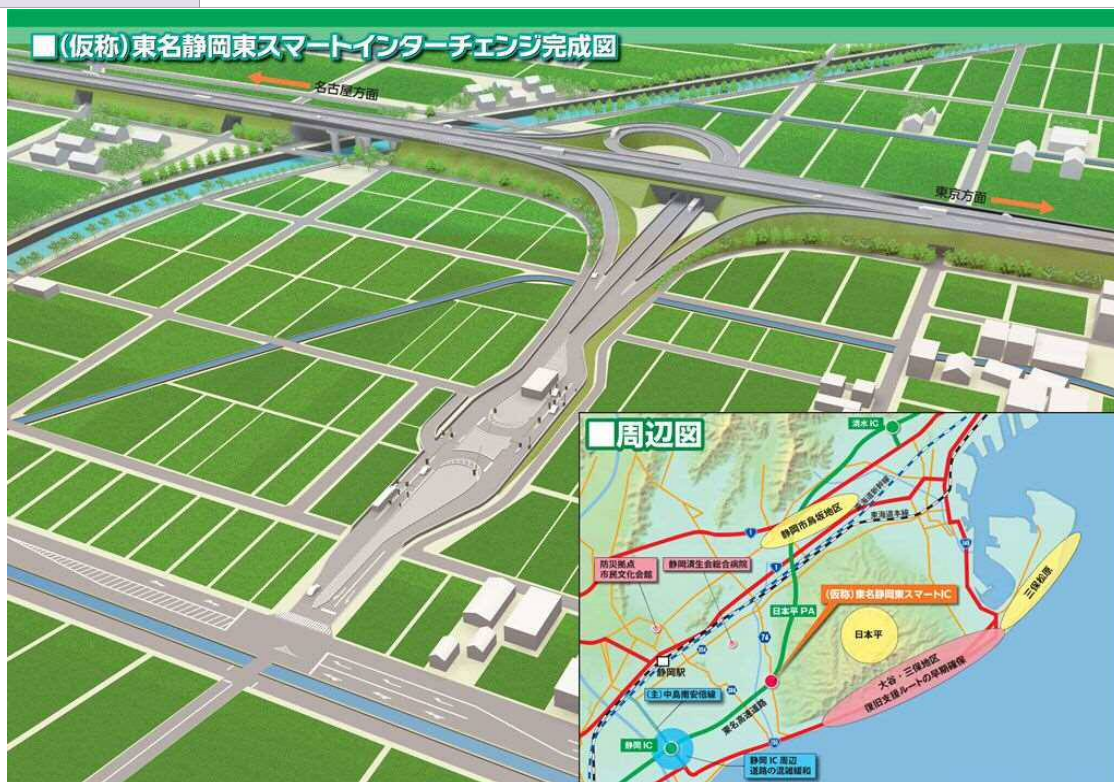 ■(仮称)東名静岡東スマートインターチェンジ完成図
名古屋方面
東京方面
■周辺図
清水IC
東海道新幹線
東海道本線
静岡市鳥坂地区
1
防災拠点
市民文化会館
静岡済生会総合病院
1
日本平PA
(仮称)東名静岡東スマートIC
三保松原
日本平
74
静岡駅
大谷・三保地区
復旧支援ルートの早期確保
(主)中島南安倍線
東名高速道路
静岡IC
150
静岡IC周辺
道路の混雑緩和